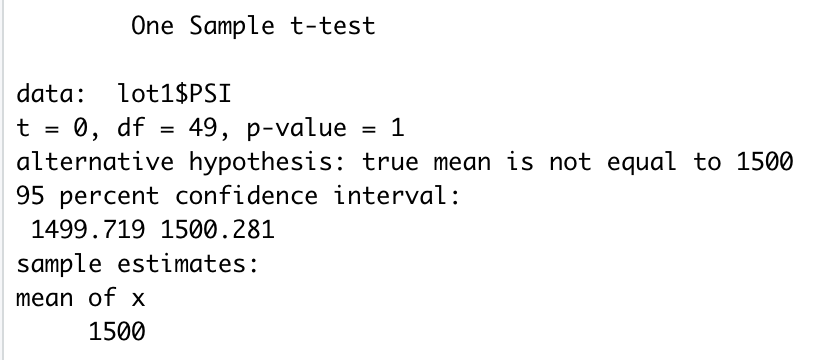 One Sample t-test
data:  lot1$PSI
t = 0, df = 49, p-value = 1
alternative hypothesis: true mean is not equal to 1500
95 percent confidence interval:
1499.719 1500.281
sample estimates:
mean of x
1500